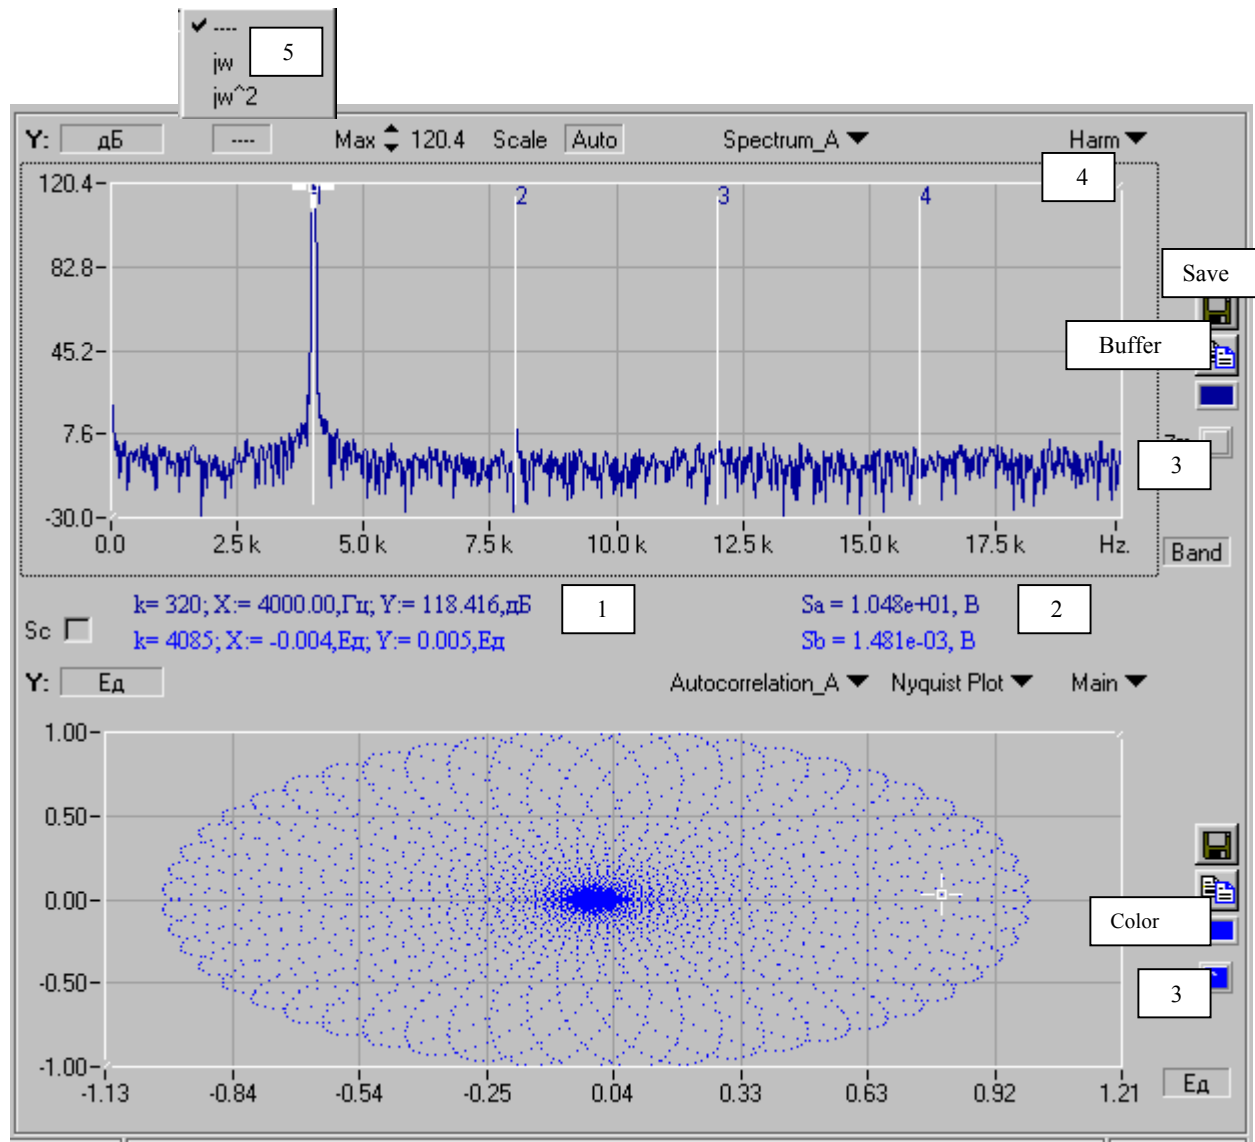 ----
jw
5
jw^2
Y: дБ ---- Max 120.4 Scale Auto Spectrum_A Harm
4
120.4
82.8
45.2
7.6
-30.0
2
3
4
Save
Buffer
3
0.0 2.5 k 5.0 k 7.5 k 10.0 k 12.5 k 15.0 k 17.5 k Hz.
Band
k= 320; X:= 4000.00,Гц; Y:= 118.416,дБ
1
Sa = 1.048e+01, В
2
Sc
k= 4085; X:= -0.004,Ед; Y:= 0.005,Ед
Sb = 1.481e-03, В
Y: Ед Autocorrelation_A Nyquist Plot Main
1.00
0.50
0.00
-0.50
-1.00
Color
3
-1.13 -0.84 -0.54 -0.25 0.04 0.33 0.63 0.92 1.21
Ед